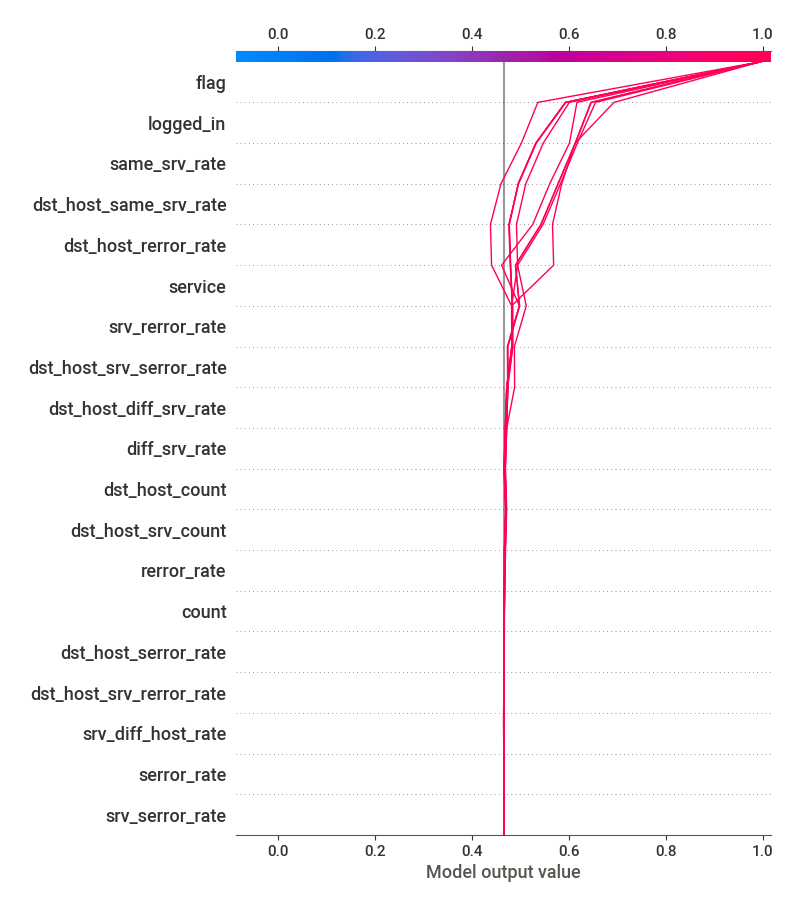 0.0 0.2 0.4 0.6 0.8 1.0
flag
logged_in
same_srv_rate
dst_host_same_srv_rate
dst_host_rerror_rate
service
srv_rerror_rate
dst_host_srv_serror_rate
dst_host_diff_srv_rate
diff_srv_rate
dst_host_count
dst_host_srv_count
rerror_rate
count
dst_host_serror_rate
dst_host_srv_rerror_rate
srv_diff_host_rate
serror_rate
srv_serror_rate
0.0 0.2 0.4 0.6 0.8 1.0
Model output value